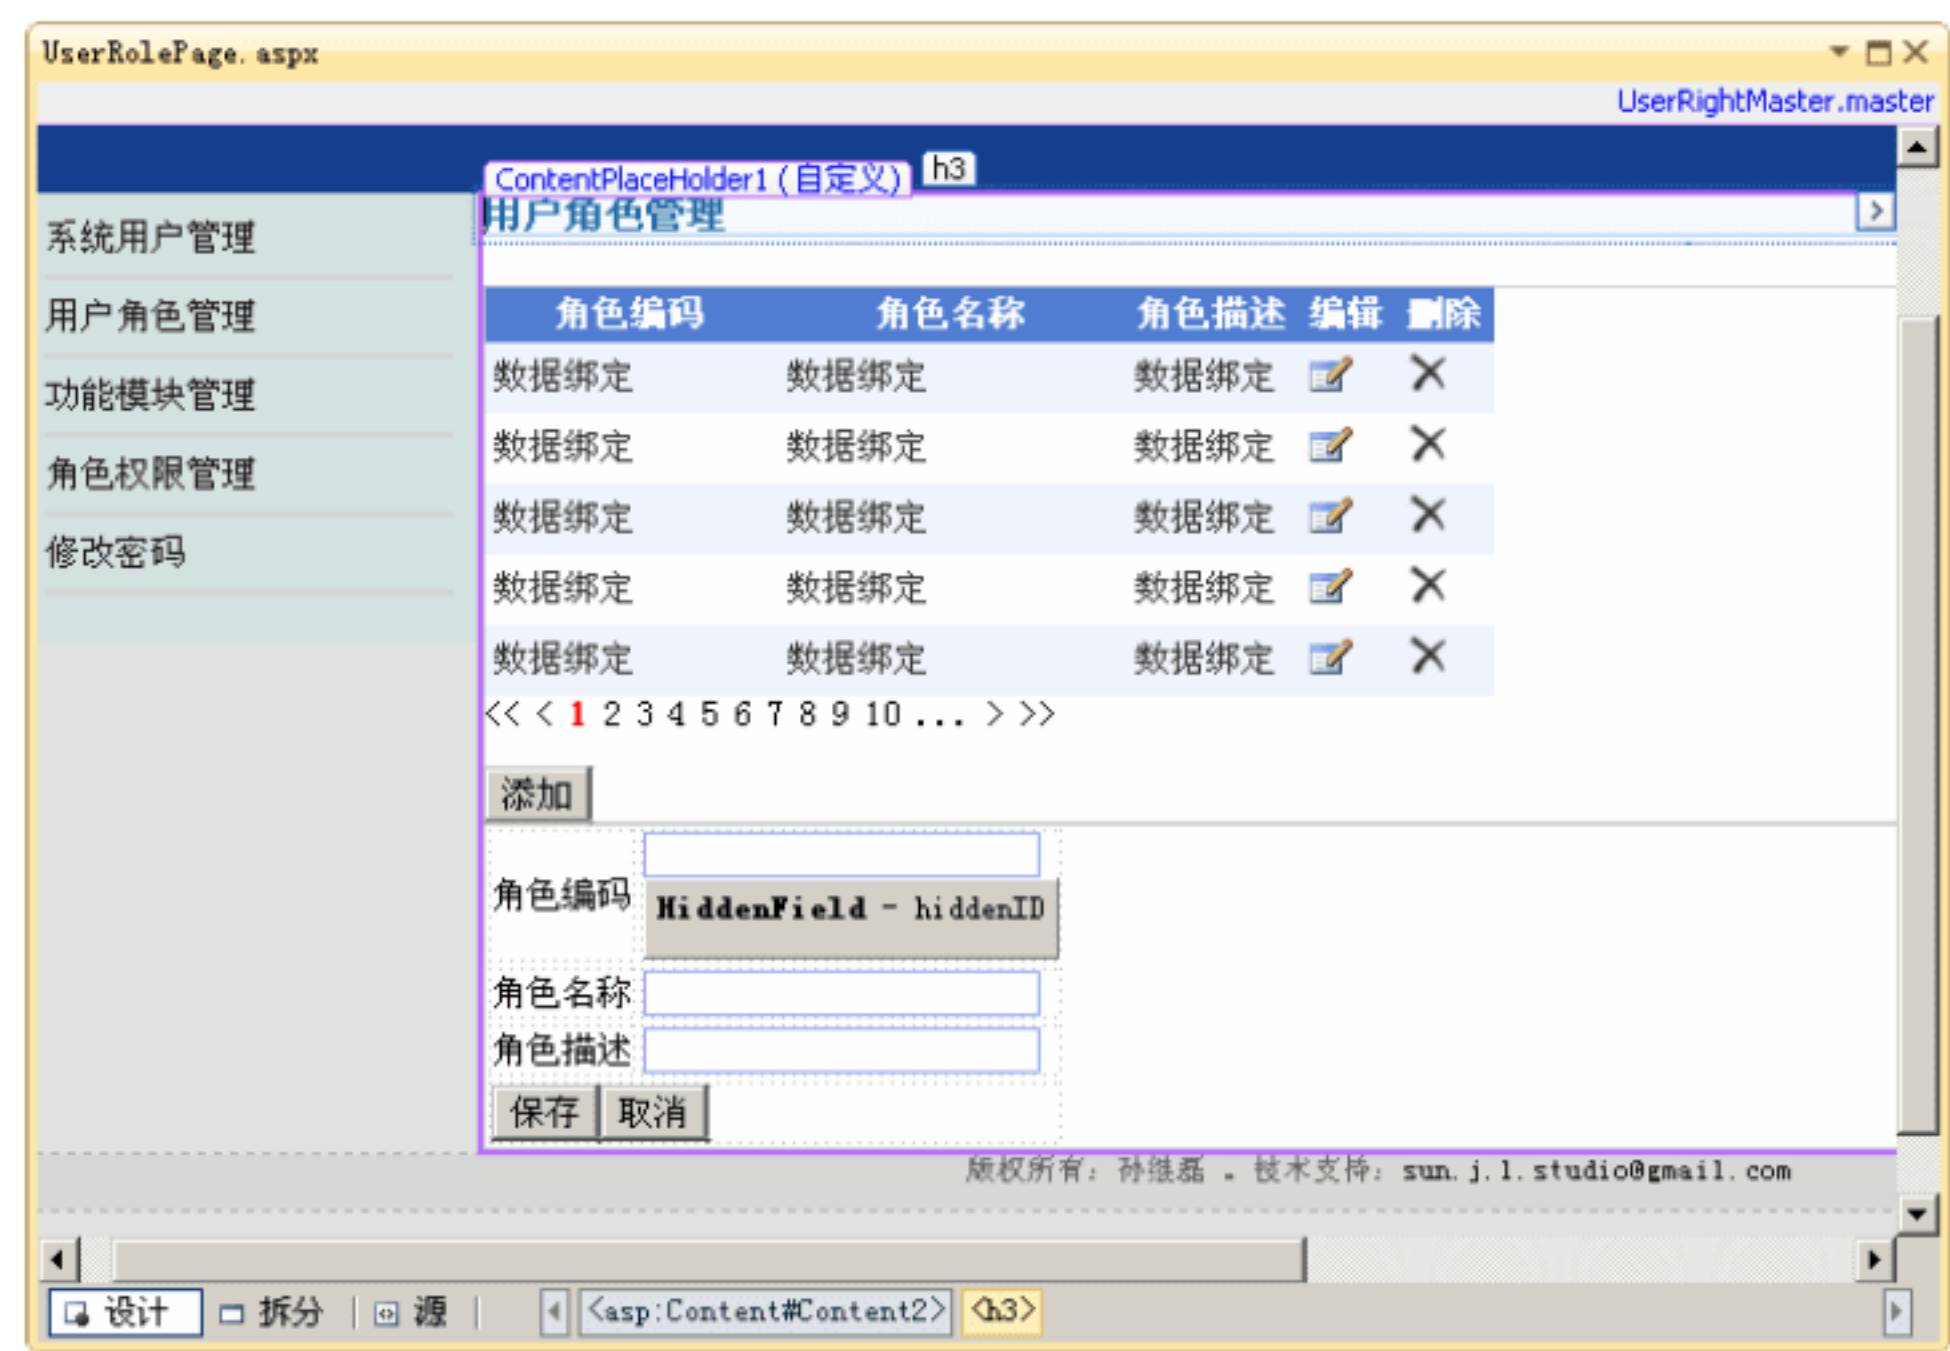 UserRolePage.aspx
UserRightMaster.master
ContentPlaceHolder1 (自定义) h3
用户角色管理
系统用户管理
用户角色管理
功能模块管理
角色权限管理
修改密码
角色编码 角色名称 角色描述 编辑 删除
数据绑定 数据绑定 数据绑定
数据绑定 数据绑定 数据绑定
数据绑定 数据绑定 数据绑定
数据绑定 数据绑定 数据绑定
数据绑定 数据绑定 数据绑定
<< < 1 2 3 4 5 6 7 8 9 10 ... > >>
添加
角色编码
HiddenField - hiddenID
角色名称
角色描述
保存 取消
版权所有: 孙继磊 - 技术支持: sun.j.l.studio@gmail.com
设计 拆分 源 <asp:Content#Content2> <h3>